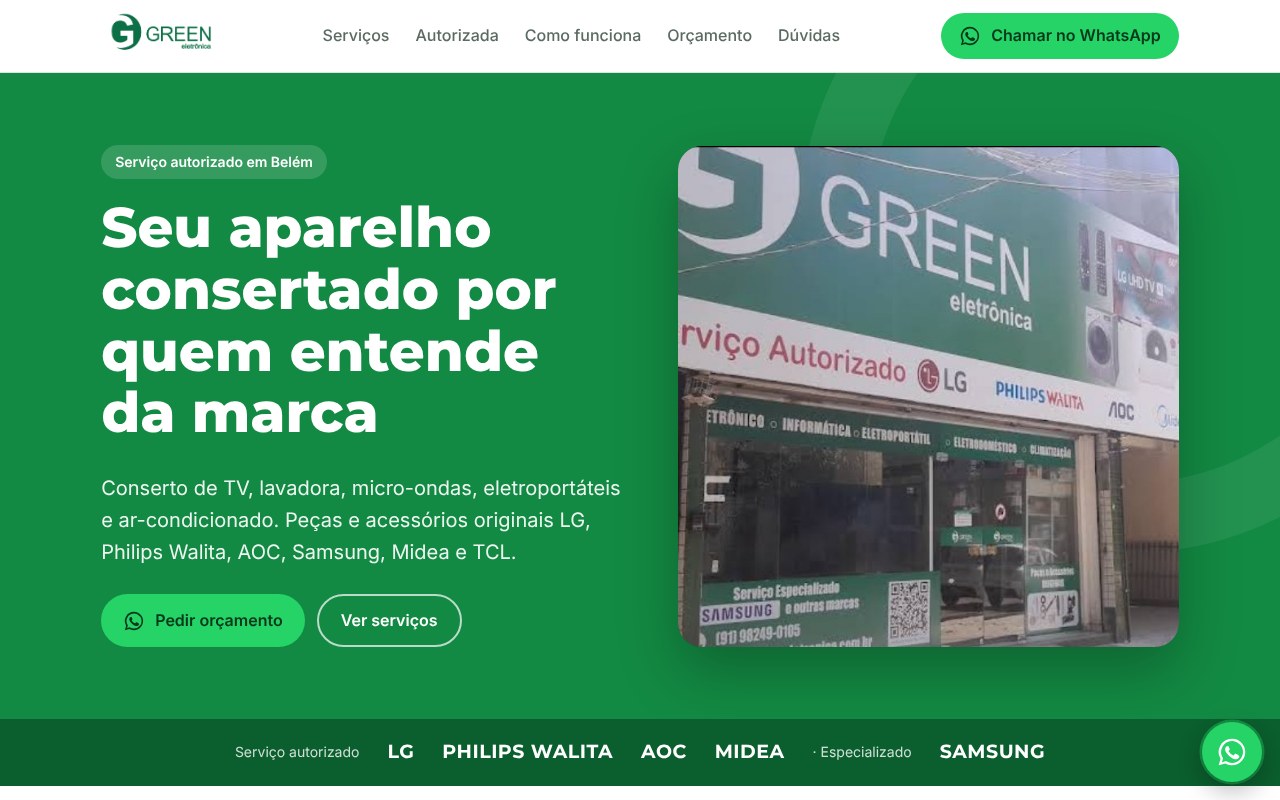 GREEN
eletrônica
Serviços Autorizada Como funciona Orçamento Dúvidas
Chamar no WhatsApp
Serviço autorizado em Belém
Seu aparelho
consertado por
quem entende
da marca
Conserto de TV, lavadora, micro-ondas, eletroportáteis
e ar-condicionado. Peças e acessórios originais LG,
Philips Walita, AOC, Samsung, Midea e TCL.
Pedir orçamento
Ver serviços
GREEN
eletrônica
LG UHD TV
rviço Autorizado LG PHILIPS WALITA AOC
ETRÔNICO ○ INFORMÁTICA ○ ELETROPORTÁTIL ○ ELETRODOMÉSTICO ○ CLIMATIZAÇÃO
Serviço Especializado
SAMSUNG e outras marcas
(91) 98249-0105
Serviço autorizado LG PHILIPS WALITA AOC MIDEA · Especializado SAMSUNG